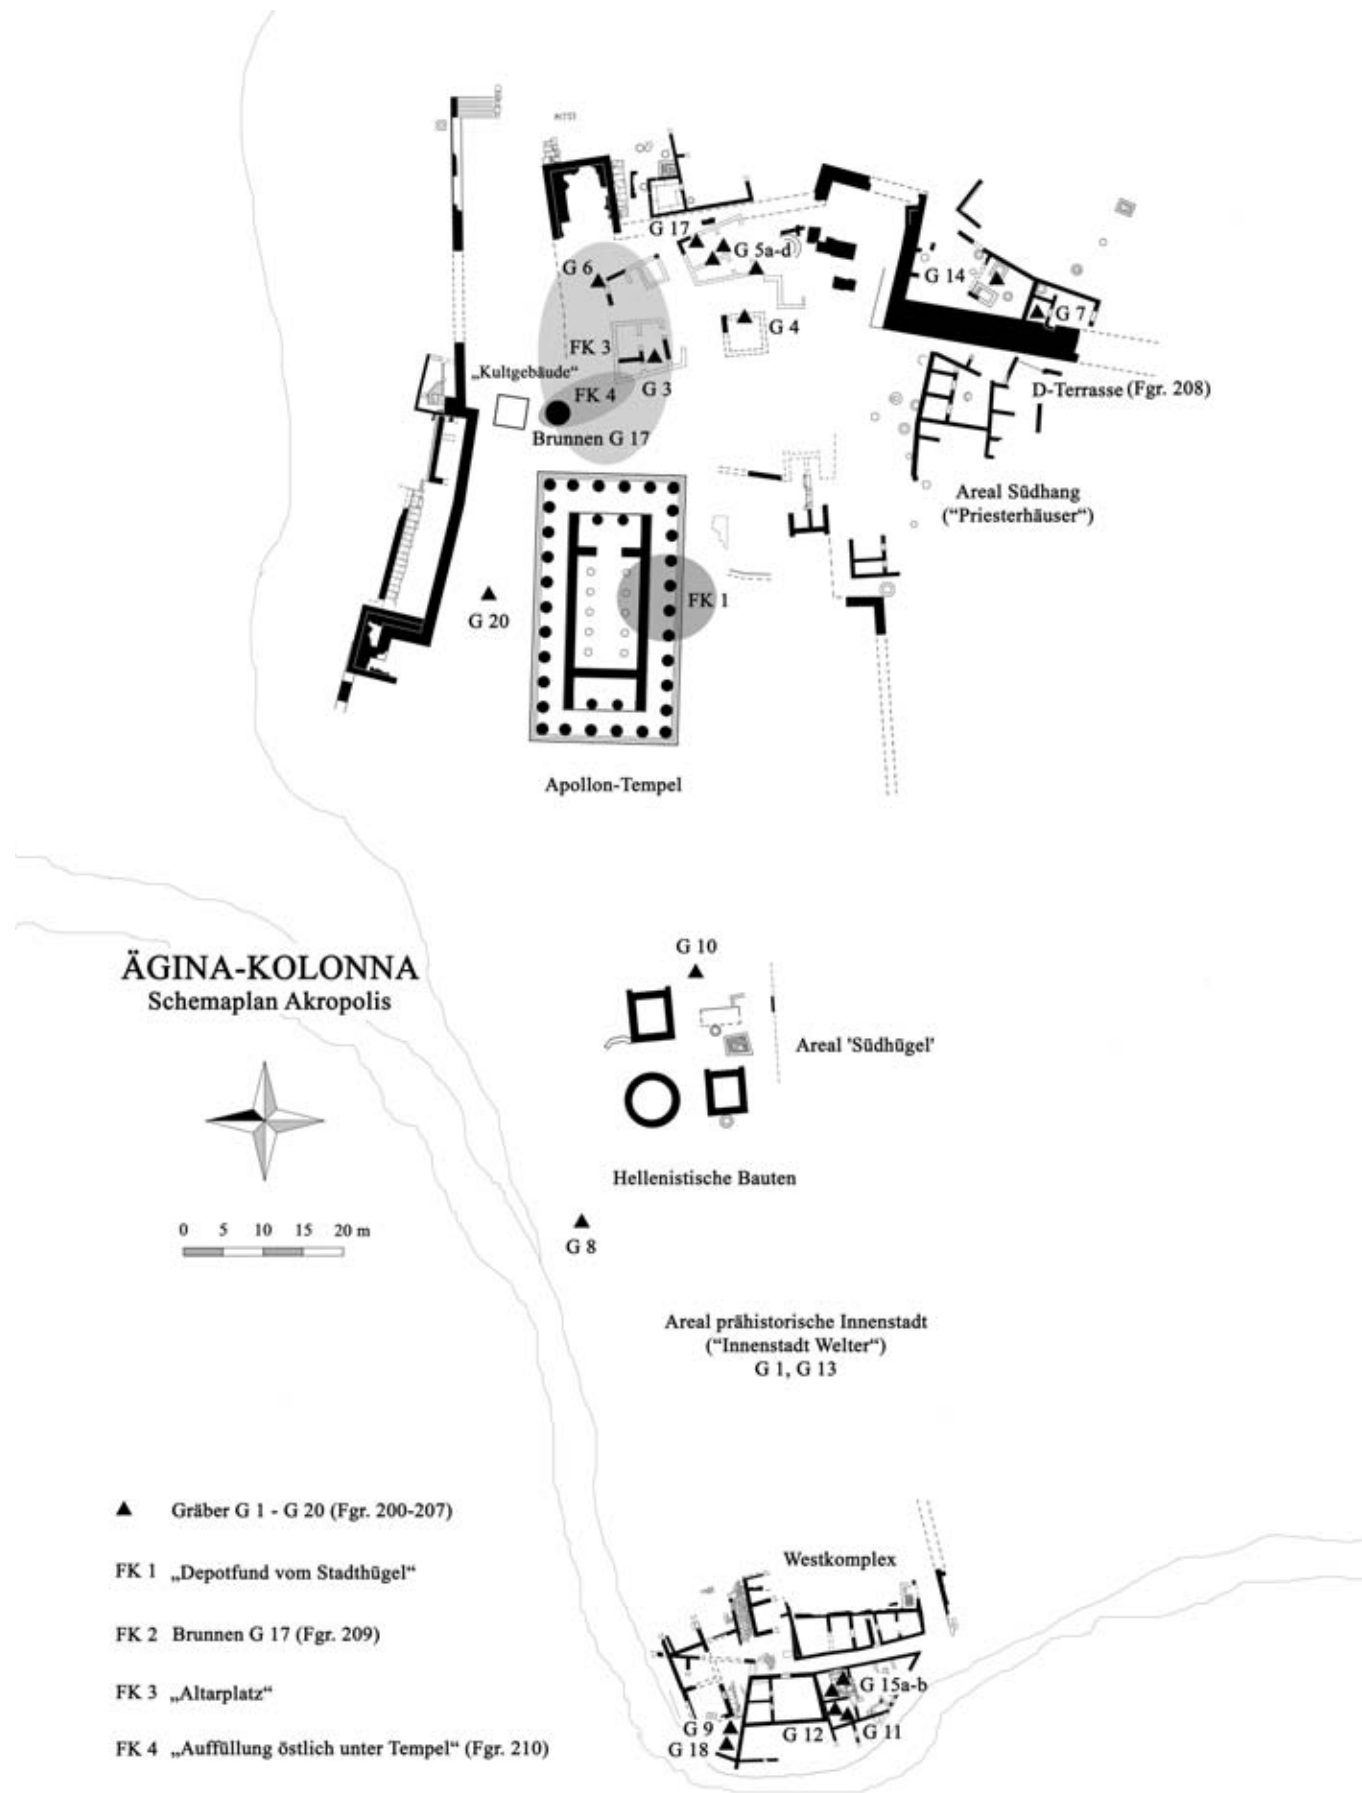 G 17
G 5a-d
G 6
G 14
G 7
G 4
FK 3
„Kultgebäude“
G 3
FK 4
D-Terrasse (Fgr. 208)
Brunnen G 17
Areal Südhang
(“Priesterhäuser“)
FK 1
G 20
Apollon-Tempel
G 10
ÄGINA-KOLONNA
Schemaplan Akropolis
Areal "Südhügel"
Hellenistische Bauten
0 5 10 15 20 m
G 8
Areal prähistorische Innenstadt
(“Innenstadt Welter“)
G 1, G 13
Gräber G 1 - G 20 (Fgr. 200-207)
FK 1 „Depotfund vom Stadthügel“
FK 2 Brunnen G 17 (Fgr. 209)
FK 3 „Altarplatz“
FK 4 „Auffüllung östlich unter Tempel“ (Fgr. 210)
Westkomplex
G 15a-b
G 9
G 12
G 11
G 18